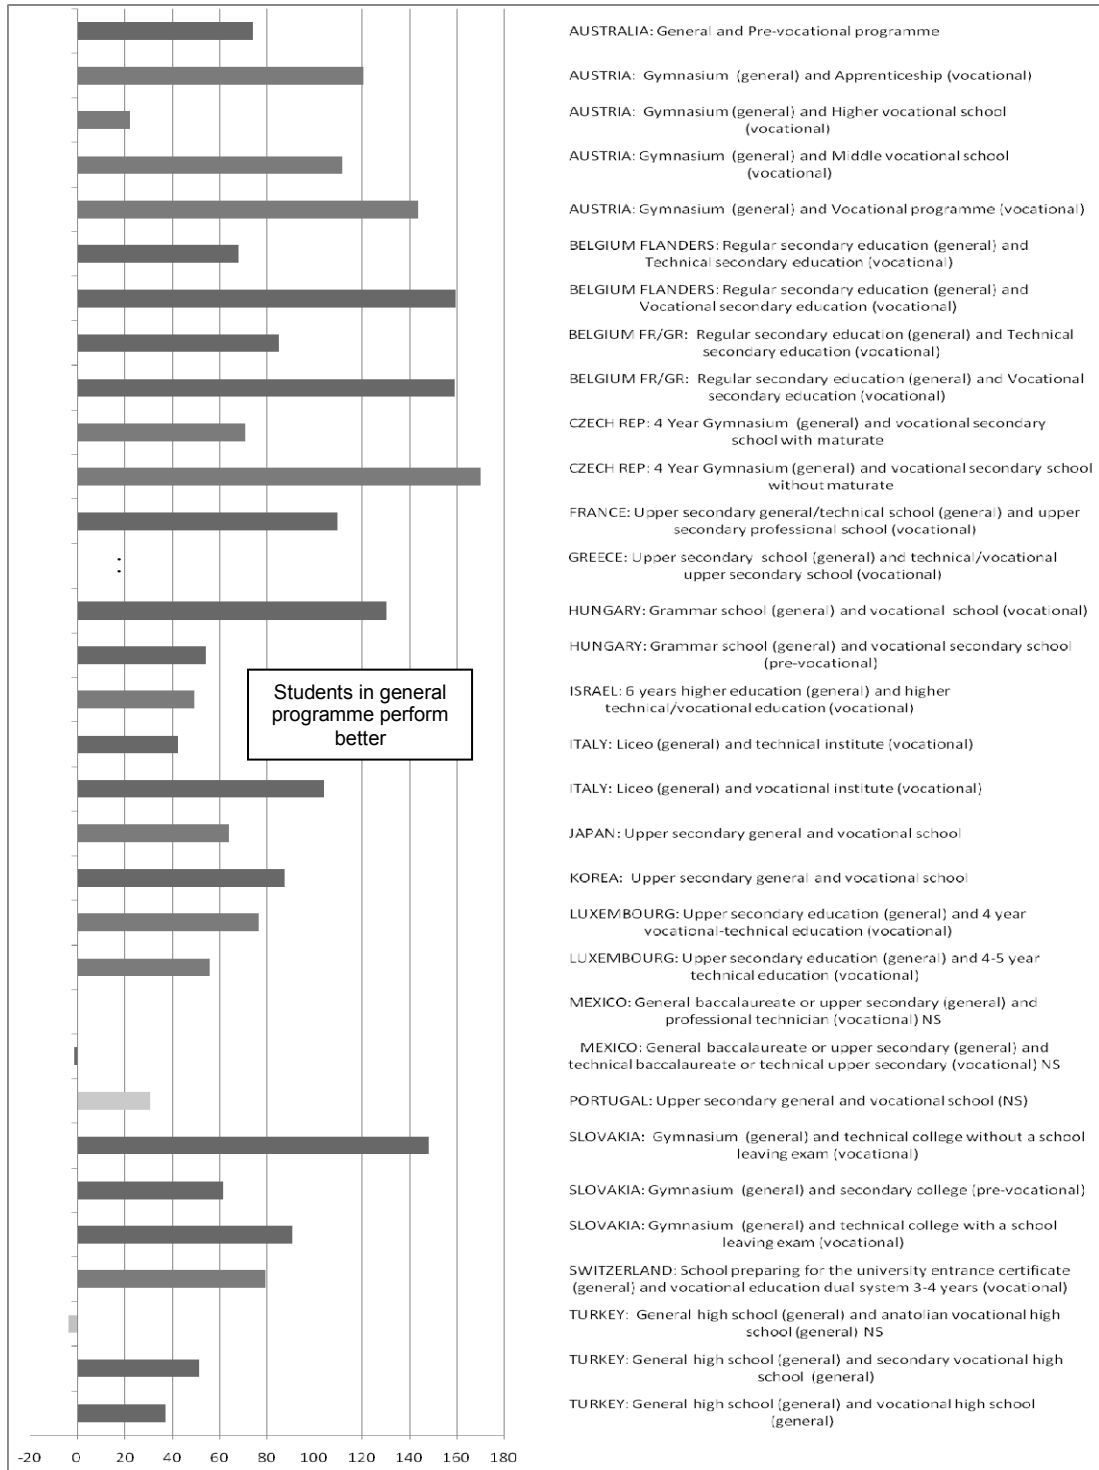 AUSTRALIA: General and Pre-vocational programme
AUSTRIA: Gymnasium (general) and Apprenticeship (vocational)
AUSTRIA: Gymnasium (general) and Higher vocational school
(vocational)
AUSTRIA: Gymnasium (general) and Middle vocational school
(vocational)
AUSTRIA: Gymnasium (general) and Vocational programme (vocational)
BELGIUM FLANDERS: Regular secondary education (general) and
Technical secondary education (vocational)
BELGIUM FLANDERS: Regular secondary education (general) and
Vocational secondary education (vocational)
BELGIUM FR/GR: Regular secondary education (general) and Technical
secondary education (vocational)
BELGIUM FR/GR: Regular secondary education (general) and Vocational
secondary education (vocational)
CZECH REP: 4 Year Gymnasium (general) and vocational secondary
school with maturate
CZECH REP: 4 Year Gymnasium (general) and vocational secondary school
without maturate
FRANCE: Upper secondary general/technical school (general) and upper
secondary professional school (vocational)
GREECE: Upper secondary school (general) and technical/vocational
upper secondary school (vocational)
HUNGARY: Grammar school (general) and vocational school (vocational)
HUNGARY: Grammar school (general) and vocational secondary school
(pre-vocational)
Students in general
programme perform
better
ISRAEL: 6 years higher education (general) and higher
technical/vocational education (vocational)
ITALY: Liceo (general) and technical institute (vocational)
ITALY: Liceo (general) and vocational institute (vocational)
JAPAN: Upper secondary general and vocational school
KOREA: Upper secondary general and vocational school
LUXEMBOURG: Upper secondary education (general) and 4 year
vocational-technical education (vocational)
LUXEMBOURG: Upper secondary education (general) and 4-5 year
technical education (vocational)
MEXICO: General baccalaureate or upper secondary (general) and
professional technician (vocational) NS
MEXICO: General baccalaureate or upper secondary (general) and
technical baccalaureate or technical upper secondary (vocational) NS
PORTUGAL: Upper secondary general and vocational school (NS)
SLOVAKIA: Gymnasium (general) and technical college without a school
leaving exam (vocational)
SLOVAKIA: Gymnasium (general) and secondary college (pre-vocational)
SLOVAKIA: Gymnasium (general) and technical college with a school
leaving exam (vocational)
SWITZERLAND: School preparing for the university entrance certificate
(general) and vocational education dual system 3-4 years (vocational)
TURKEY: General high school (general) and anatolian vocational high
school (general) NS
TURKEY: General high school (general) and secondary vocational high
school (general)
TURKEY: General high school (general) and vocational high school
(general)
-20 0 20 40 60 80 100 120 140 160 180